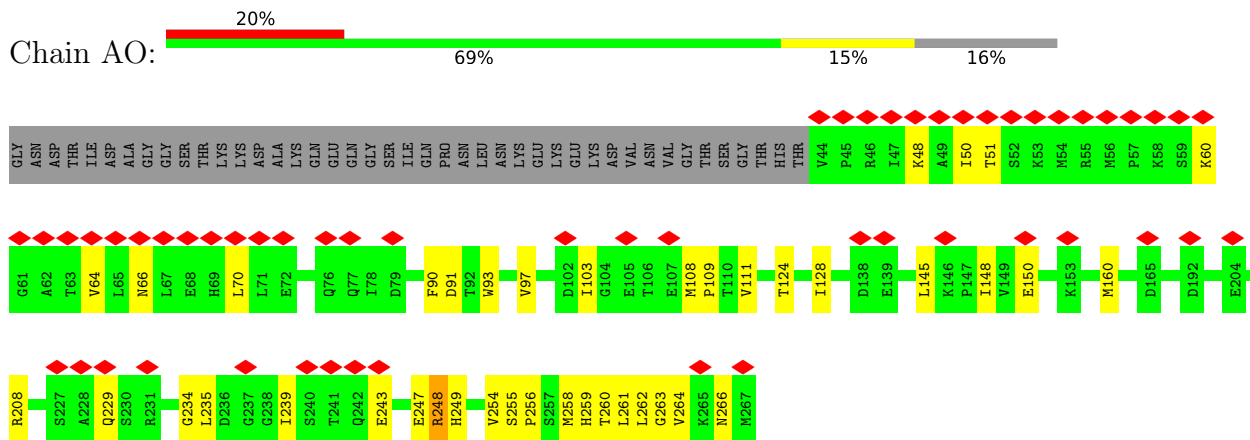 20%
Chain AO:
69% 15% 16%
GLY ASN ASP THR ILE ASP ALA GLY GLY SER THR LYS LYS ASP ALA LYS GLN GLU GLN GLY SER ILE GLN PRO ASN LEU ASN LYS GLU LYS GLU LYS ASP VAL ASN VAL GLY THR SER GLY THR HIS THR V44 P45 R46 I47 K48 A49 I50 T51 S52 K53 M54 R55 M56 P57 K58 S59 K60
G61 A62 T63 V64 L65 N66 L67 E68 H69 L70 L71 E72 Q76 Q77 I78 D79 F90 D91 T92 W93 V97 D102 I103 G104 E105 T106 E107 M108 P109 T110 V111 T124 I128 D138 E139 L145 K146 P147 I148 V149 E150 K153 M160 D165 D192 E204
R208 S227 A228 Q229 S230 R231 G234 L235 D236 G237 G238 I239 S240 T241 Q242 E243 E247 R248 H249 V254 S255 P256 S257 M258 H259 T260 L261 L262 G263 V264 K265 N266 M267